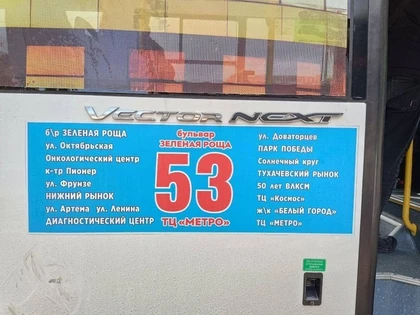 VECTOR NEXT
б\р ЗЕЛЕНАЯ РОЩА
ул. Октябрьская
Онкологический центр
к-тр Пионер
ул. Фрунзе
НИЖНИЙ РЫНОК
ул. Артема ул. Ленина
ДИАГНОСТИЧЕСКИЙ ЦЕНТР
бульвар
ЗЕЛЕНАЯ РОЩА
53
ТЦ «МЕТРО»
ул. Доваторцев
ПАРК ПОБЕДЫ
Солнечный круг
ТУХАЧЕВСКИЙ РЫНОК
50 лет ВЛКСМ
ТЦ «Космос»
ж\к «БЕЛЫЙ ГОРОД»
ТЦ «МЕТРО»